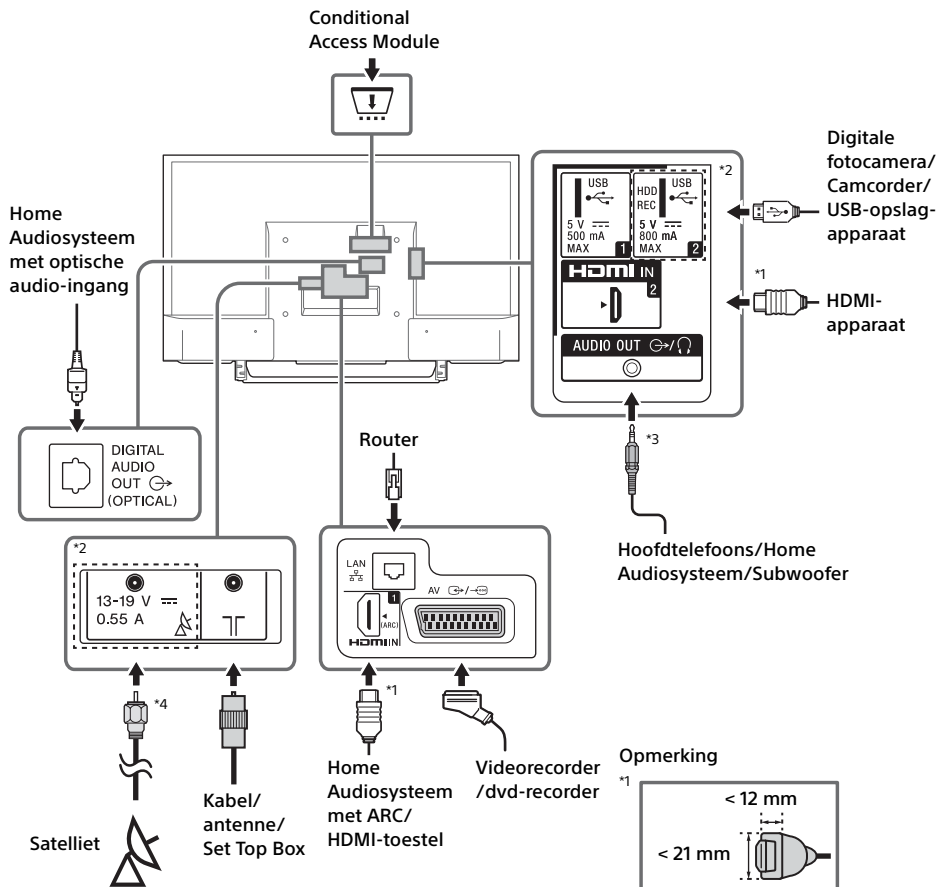 Conditional
Access Module
Home
Audiosysteem
met optische
audio-ingang
DIGITAL
AUDIO
OUT
(OPTICAL)
*2
USB
5 V
500 mA
MAX
1
HDD
REC
USB
5 V
800 mA
MAX
2
HDMI IN
2
AUDIO OUT
Digitale
fotocamera/
Camcorder/
USB-opslag-
apparaat
*1
HDMI-
apparaat
*3
Hoofdtelefoons/Home
Audiosysteem/Subwoofer
Router
LAN
1
(ARC)
HDMI IN
AV
*2
13-19 V
0.55 A
*4
Satelliet
Kabel/
antenne/
Set Top Box
*1
Home
Audiosysteem
met ARC/
HDMI-toestel
Videorecorder
/dvd-recorder
Opmerking
*1
< 12 mm
< 21 mm